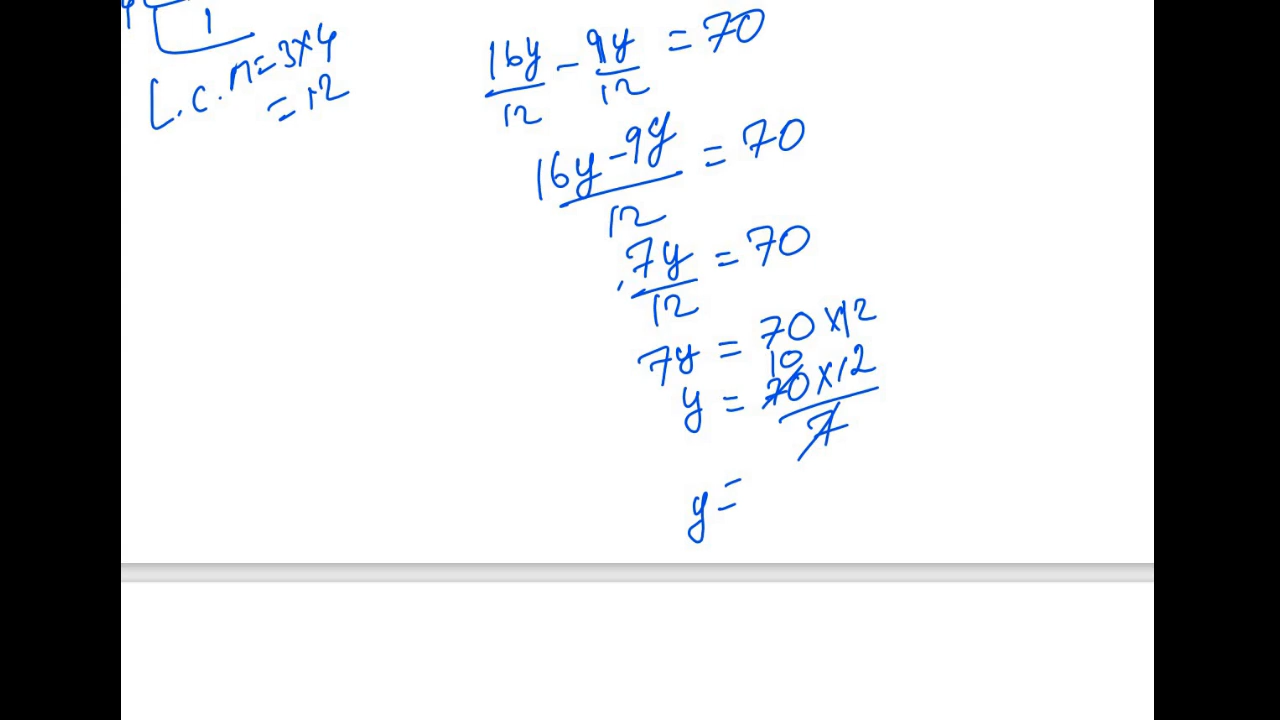 1
L.C.M=3×4
=12
16y/12 - 9y/12 = 70
16y-9y/12 = 70
7y/12 = 70
7y = 70×12
10
y = 70×12/7
y=